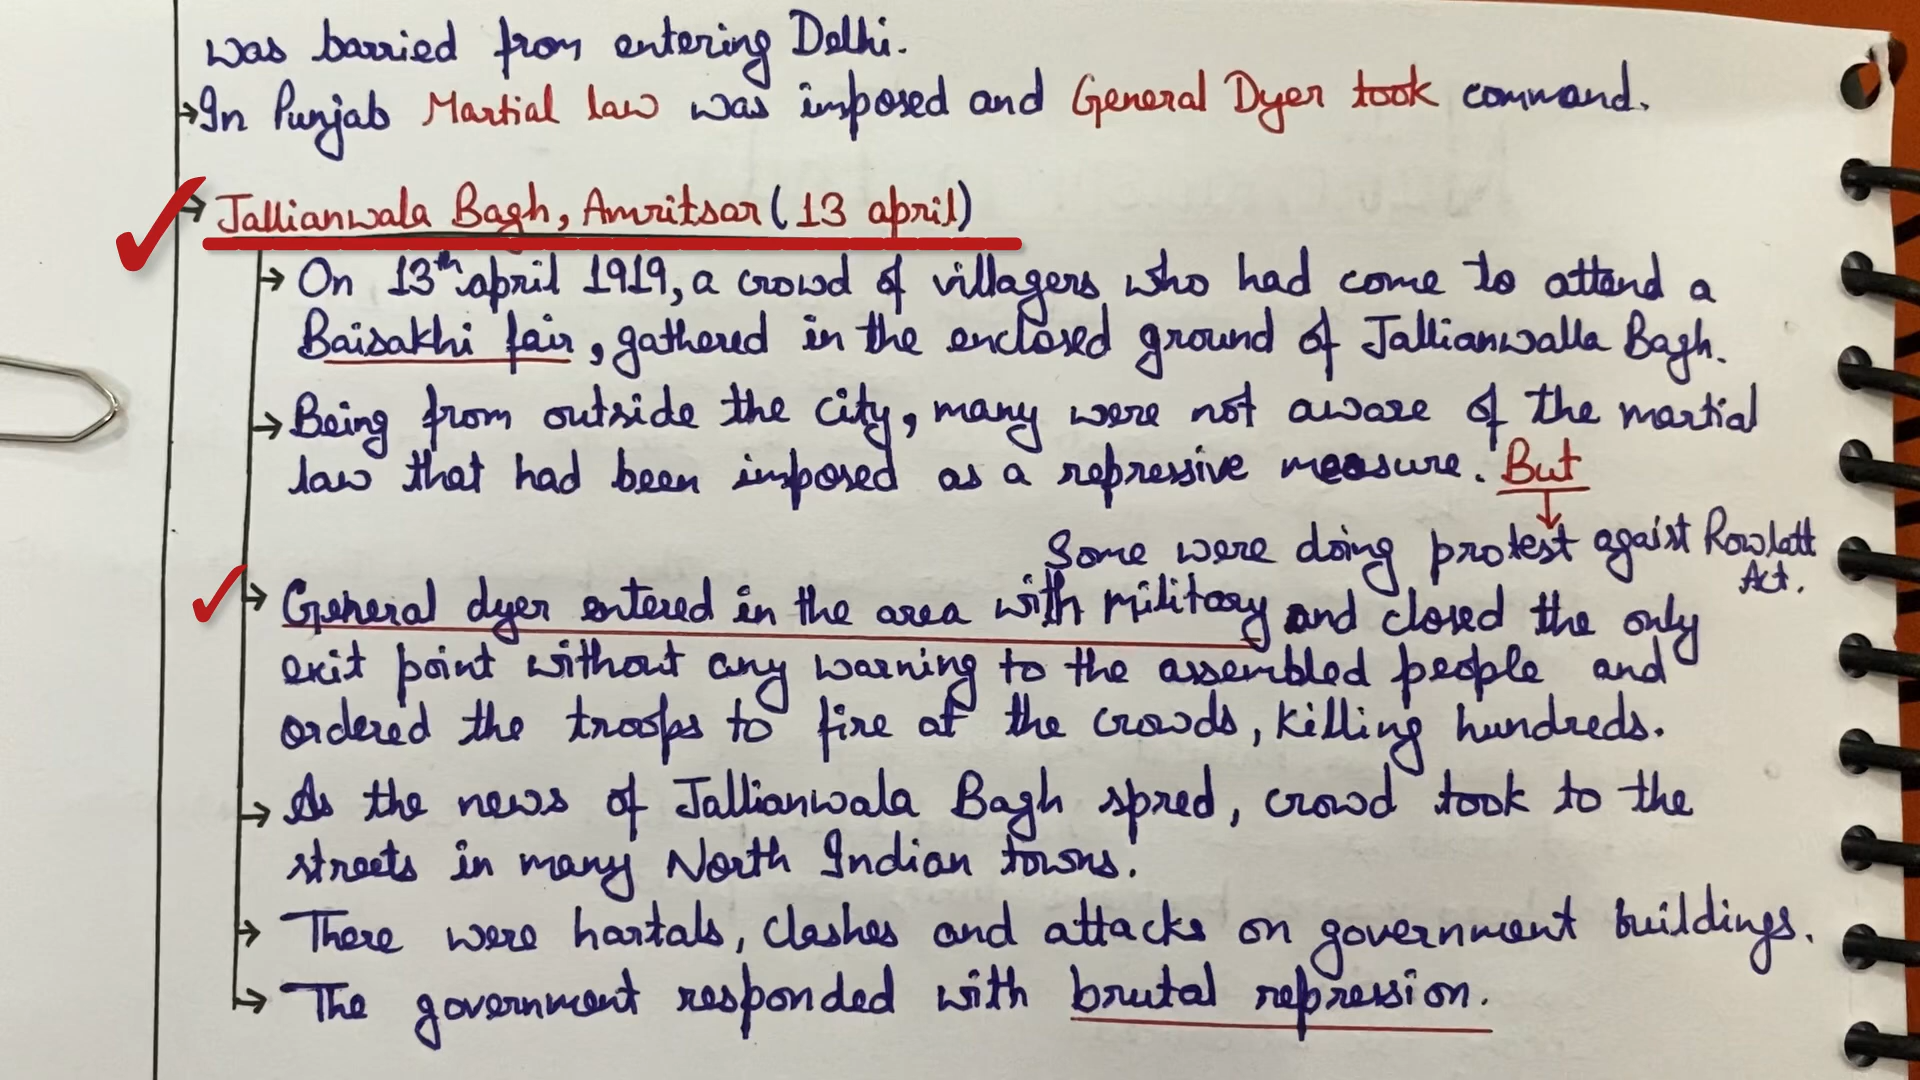 was barried from entering Delhi.
→In Punjab Martial law was imposed and General Dyer took command.
→ Jallianwala Bagh, Amritsar (13 april)
→ On 13th april 1919, a crowd of villagers who had come to attend a
Baisakhi fair, gathered in the enclosed ground of Jallianwalla Bagh.
→ Being from outside the city, many were not aware of the martial
law that had been imposed as a repressive measure. But
↓
Some were doing protest agaist Rowlatt
Act.
→ General dyer entered in the area with military and closed the only
exit point without any warning to the assembled people and
ordered the troops to fire at the crowds, killing hundreds.
→ As the news of Jallianwala Bagh spred, crowd took to the
streets in many North Indian towns.
→ There were hartals, clashes and attacks on government buildings.
→ The government responded with brutal repression.